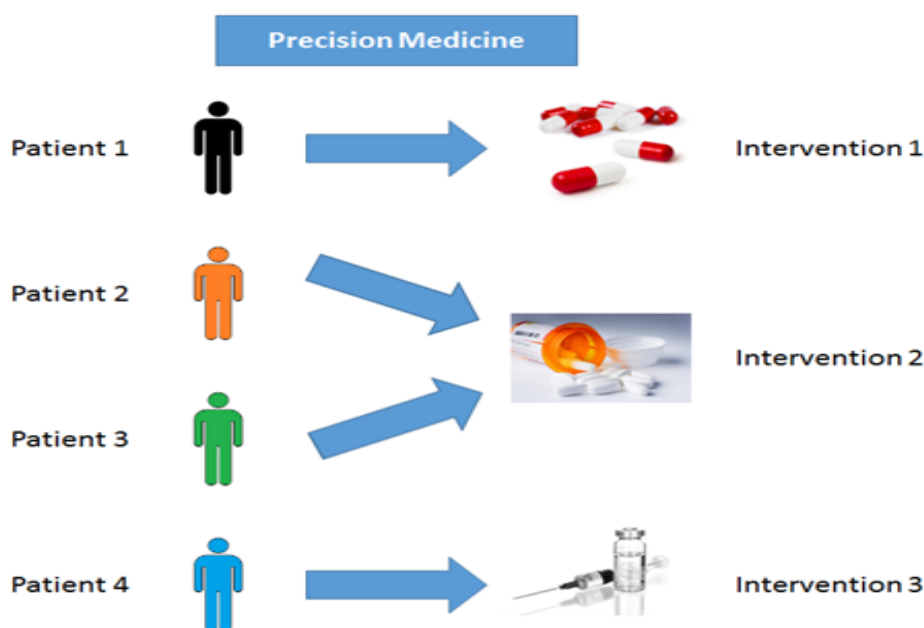 Precision Medicine
Patient 1
Intervention 1
Patient 2
Intervention 2
Patient 3
Patient 4
Intervention 3